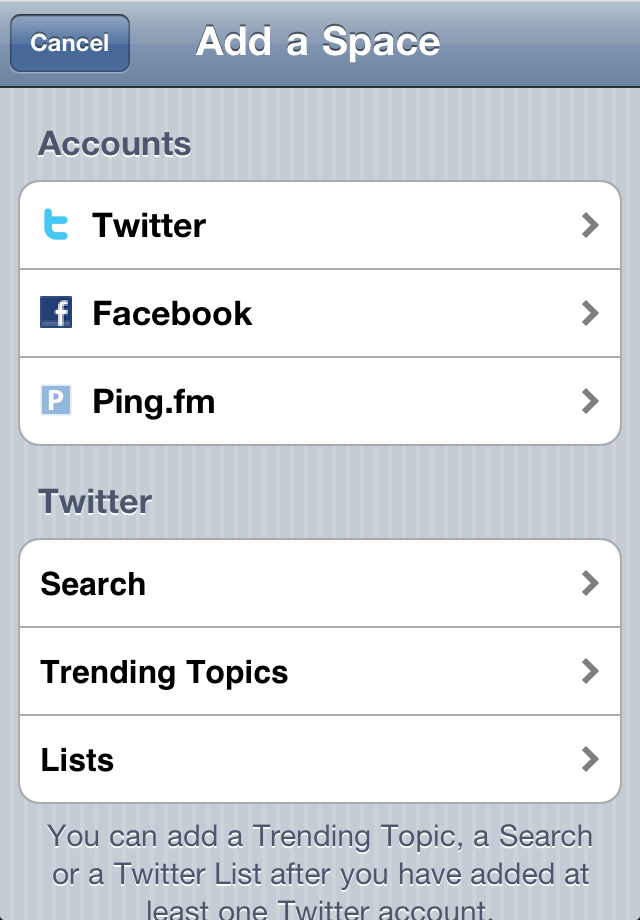 Cancel
Add a Space
Accounts
Twitter
Facebook
Ping.fm
Twitter
Search
Trending Topics
Lists
You can add a Trending Topic, a Search
or a Twitter List after you have added at
least one Twitter account.